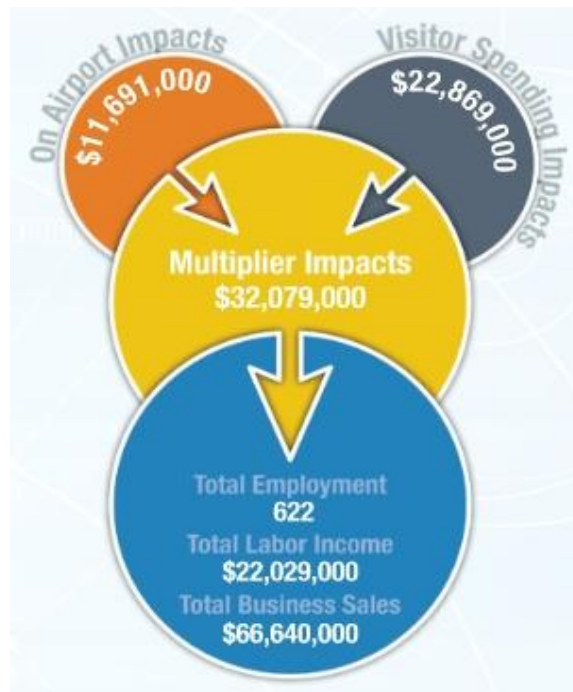 On Airport Impacts
$11,691,000
Visitor Spending Impacts
$22,869,000
Multiplier Impacts
$32,079,000
Total Employment
622
Total Labor Income
$22,029,000
Total Business Sales
$66,640,000